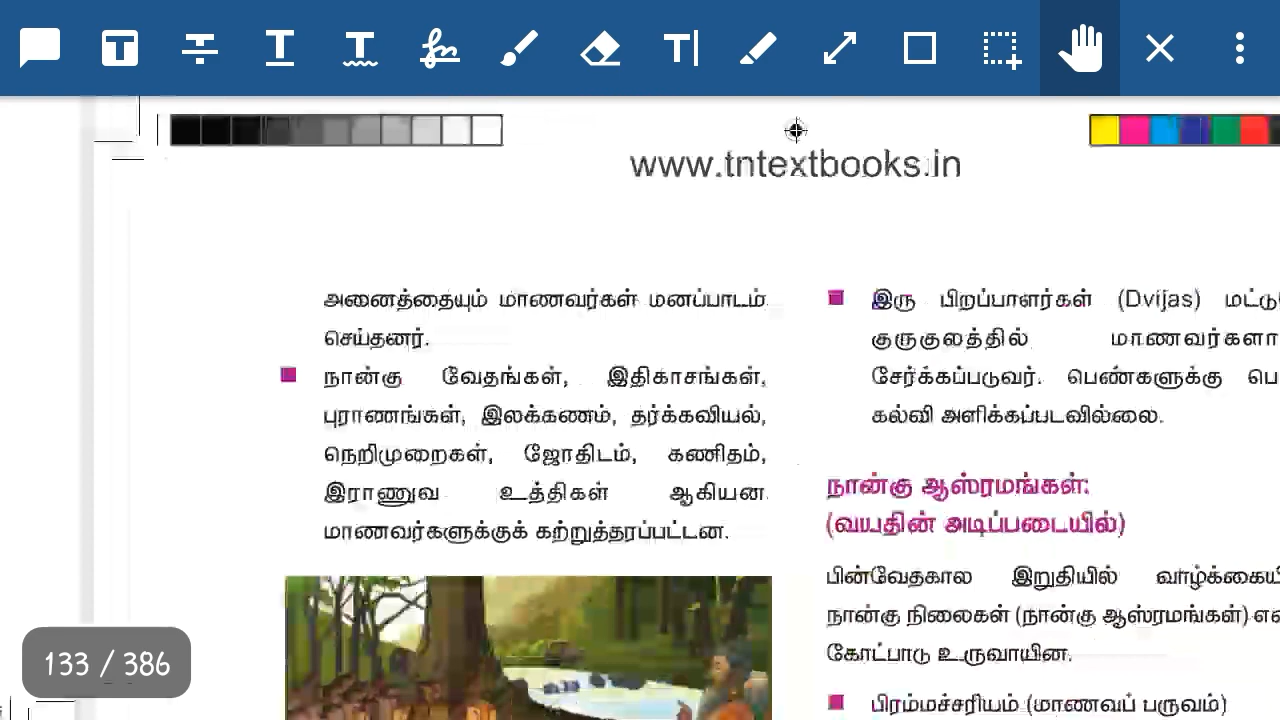 www.tntextbooks.in
அனைத்தையும் மாணவர்கள் மனப்பாடம்
செய்தனர்.
நான்கு வேதங்கள், இதிகாசங்கள்,
புராணங்கள், இலக்கணம், தர்க்கவியல்,
நெறிமுறைகள், ஜோதிடம், கணிதம்,
இராணுவ உத்திகள் ஆகியன
மாணவர்களுக்குக் கற்றுத்தரப்பட்டன.
இரு பிறப்பாளர்கள் (Dvijas)
குருகுலத்தில்
சேர்க்கப்படுவர். பெண்களுக்கு
கல்வி அளிக்கப்படவில்லை.
நான்கு ஆஸ்ரமங்கள்:
(வயதின் அடிப்படையில்)
பின்வேதகால இறுதியில்
நான்கு நிலைகள் (நான்கு ஆஸ்ரமங்கள்)
கோட்பாடு உருவாயின.
பிரம்மச்சரியம் (மாணவப் பருவம்)
133 / 386